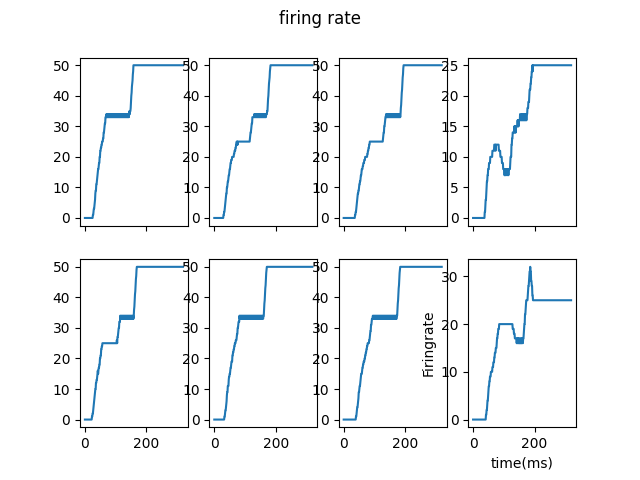 firing rate
50 50 50 25
40 40 40 20
30 30 30 15
20 20 20 10
10 10 10 5
0 0 0 0
50 50 50 30
40 40 40
30 30 30 20
20 20 20 Firingrate
10 10 10 10
0 0 0 0
0 200 0 200 0 200 0 200
time(ms)